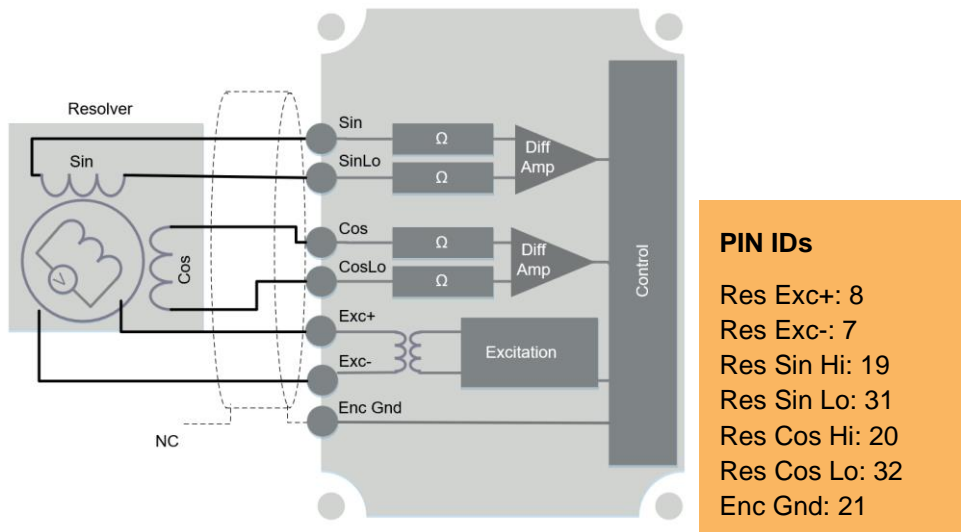 Resolver
Sin
Cos
V
NC
Sin
SinLo
Cos
CosLo
Exc+
Exc-
Enc Gnd
Ω
Ω
Ω
Ω
Diff
Amp
Diff
Amp
Excitation
Control
PIN IDs
Res Exc+: 8
Res Exc-: 7
Res Sin Hi: 19
Res Sin Lo: 31
Res Cos Hi: 20
Res Cos Lo: 32
Enc Gnd: 21